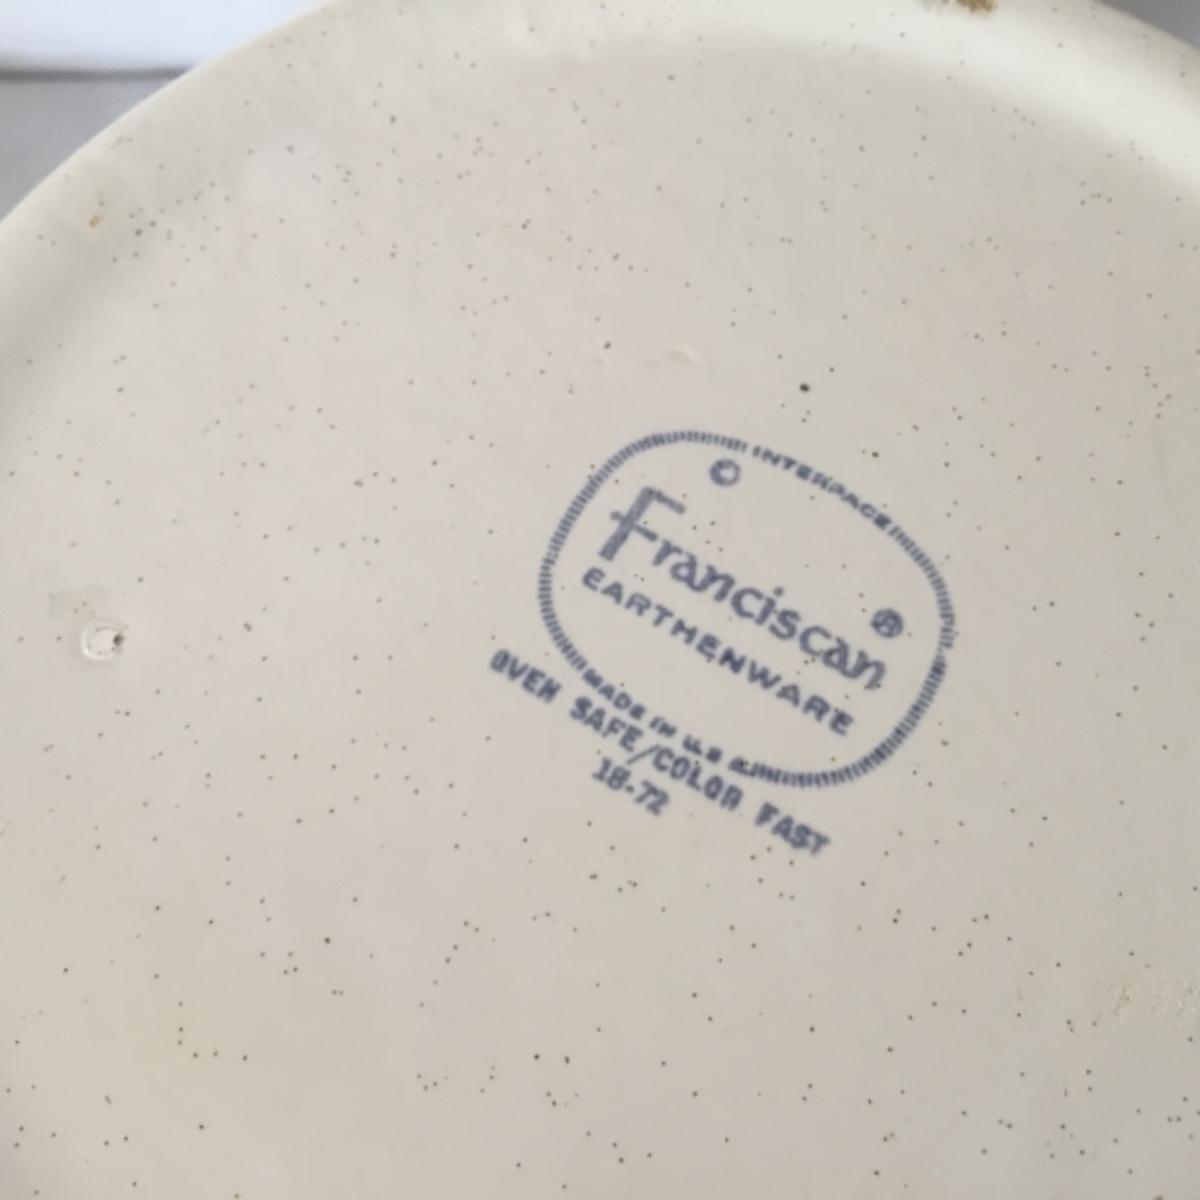 © INTERPACE
Franciscan ®
EARTHENWARE
MADE IN U.S.A.
OVEN SAFE/COLOR FAST
18-72